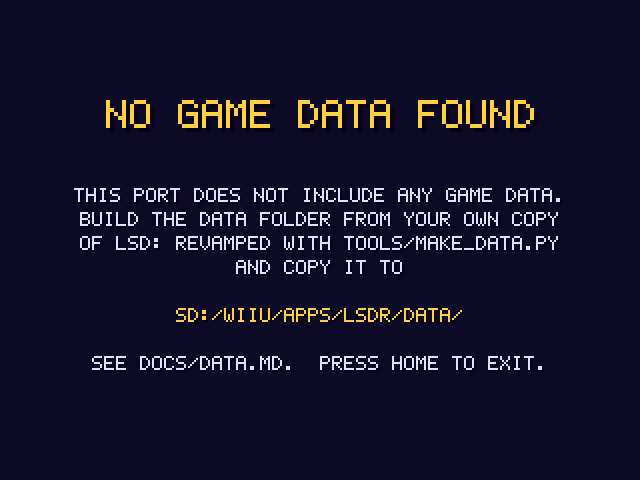 NO GAME DATA FOUND
THIS PORT DOES NOT INCLUDE ANY GAME DATA.
BUILD THE DATA FOLDER FROM YOUR OWN COPY
OF LSD: REVAMPED WITH TOOLS/MAKE_DATA.PY
AND COPY IT TO
SD:/WIIU/APPS/LSDR/DATA/
SEE DOCS/DATA.MD.  PRESS HOME TO EXIT.